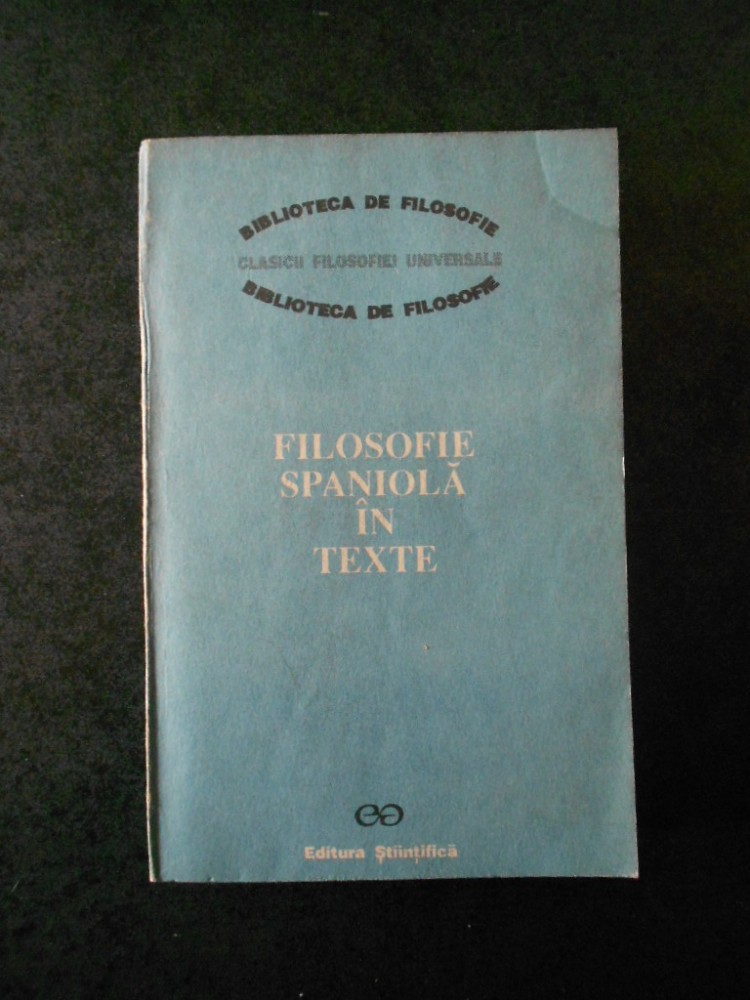 BIBLIOTECA DE FILOSOFIE
CLASICII FILOSOFIEI UNIVERSALE
BIBLIOTECA DE FILOSOFIE
FILOSOFIE
SPANIOLĂ
ÎN
TEXTE
Editura Științifică